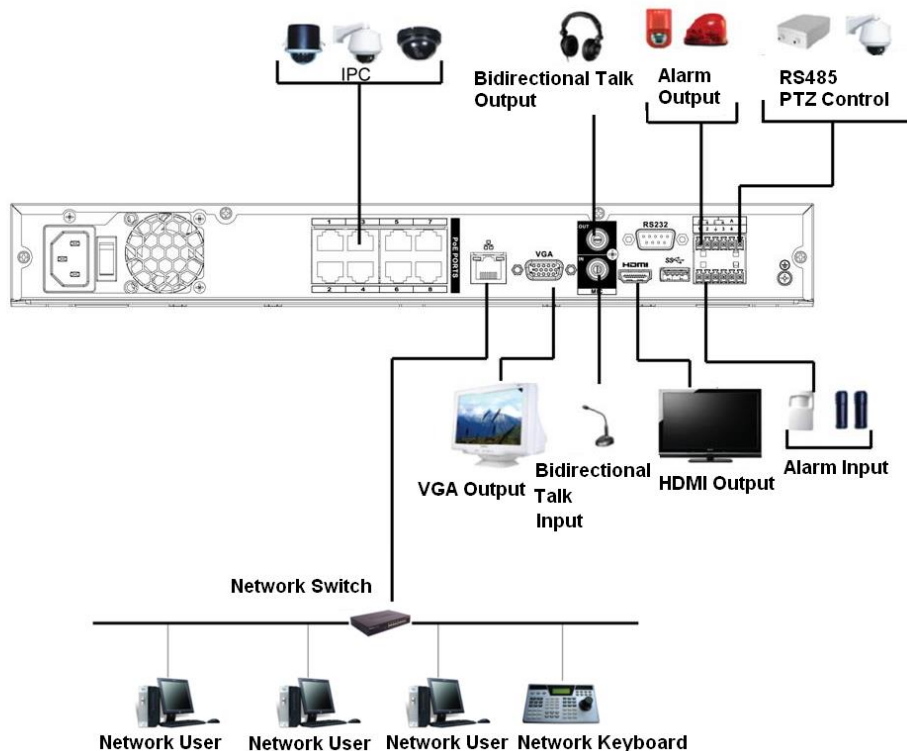 IPC
Bidirectional Talk
Output
Alarm
Output
RS485
PTZ Control
1 3 5 7
2 4 6 8
PoE PORTS
VGA
OUT
IN
MIC
RS232
HDMI
SS
VGA Output
Bidirectional
Talk
Input
HDMI Output
Alarm Input
Network Switch
Network User
Network User
Network User
Network Keyboard